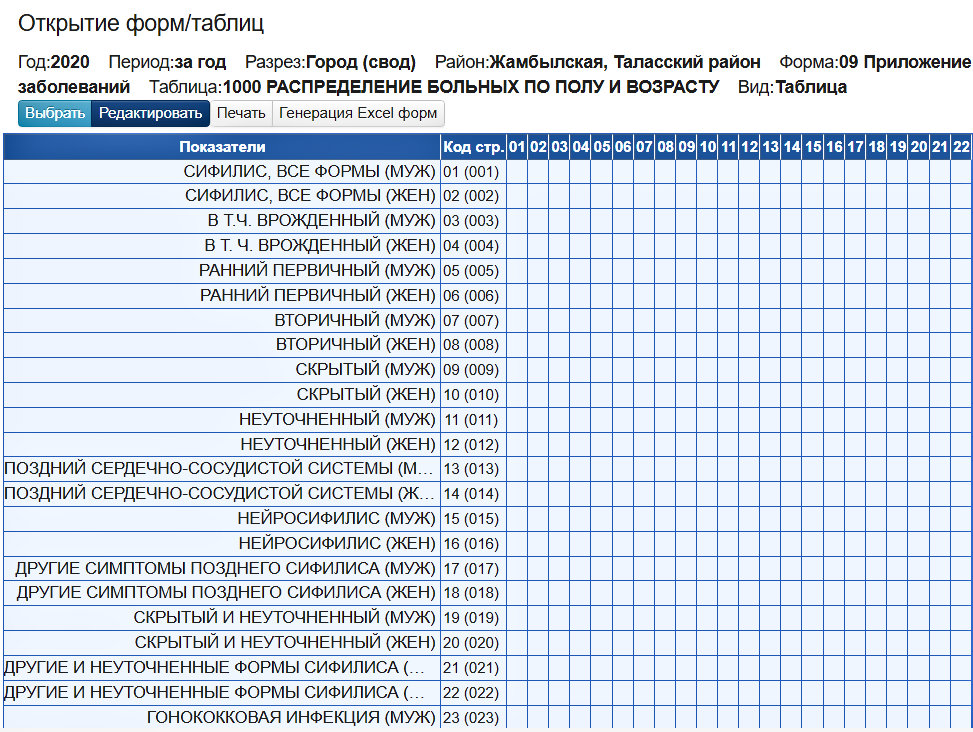 Открытие форм/таблиц
Год:2020 Период:за год Разрез:Город (свод) Район:Жамбылская, Таласский район Форма:09 Приложение
заболеваний Таблица:1000 РАСПРЕДЕЛЕНИЕ БОЛЬНЫХ ПО ПОЛУ И ВОЗРАСТУ Вид:Таблица
Выбрать Редактировать Печать Генерация Excel форм
Показатели Код стр. 01 02 03 04 05 06 07 08 09 10 11 12 13 14 15 16 17 18 19 20 21 22
СИФИЛИС, ВСЕ ФОРМЫ (МУЖ) 01 (001)
СИФИЛИС, ВСЕ ФОРМЫ (ЖЕН) 02 (002)
В Т.Ч. ВРОЖДЕННЫЙ (МУЖ) 03 (003)
В Т. Ч. ВРОЖДЕННЫЙ (ЖЕН) 04 (004)
РАННИЙ ПЕРВИЧНЫЙ (МУЖ) 05 (005)
РАННИЙ ПЕРВИЧНЫЙ (ЖЕН) 06 (006)
ВТОРИЧНЫЙ (МУЖ) 07 (007)
ВТОРИЧНЫЙ (ЖЕН) 08 (008)
СКРЫТЫЙ (МУЖ) 09 (009)
СКРЫТЫЙ (ЖЕН) 10 (010)
НЕУТОЧНЕННЫЙ (МУЖ) 11 (011)
НЕУТОЧНЕННЫЙ (ЖЕН) 12 (012)
ПОЗДНИЙ СЕРДЕЧНО-СОСУДИСТОЙ СИСТЕМЫ (М... 13 (013)
ПОЗДНИЙ СЕРДЕЧНО-СОСУДИСТОЙ СИСТЕМЫ (Ж... 14 (014)
НЕЙРОСИФИЛИС (МУЖ) 15 (015)
НЕЙРОСИФИЛИС (ЖЕН) 16 (016)
ДРУГИЕ СИМПТОМЫ ПОЗДНЕГО СИФИЛИСА (МУЖ) 17 (017)
ДРУГИЕ СИМПТОМЫ ПОЗДНЕГО СИФИЛИСА (ЖЕН) 18 (018)
СКРЫТЫЙ И НЕУТОЧНЕННЫЙ (МУЖ) 19 (019)
СКРЫТЫЙ И НЕУТОЧНЕННЫЙ (ЖЕН) 20 (020)
ДРУГИЕ И НЕУТОЧНЕННЫЕ ФОРМЫ СИФИЛИСА (... 21 (021)
ДРУГИЕ И НЕУТОЧНЕННЫЕ ФОРМЫ СИФИЛИСА (... 22 (022)
ГОНОКОККОВАЯ ИНФЕКЦИЯ (МУЖ) 23 (023)